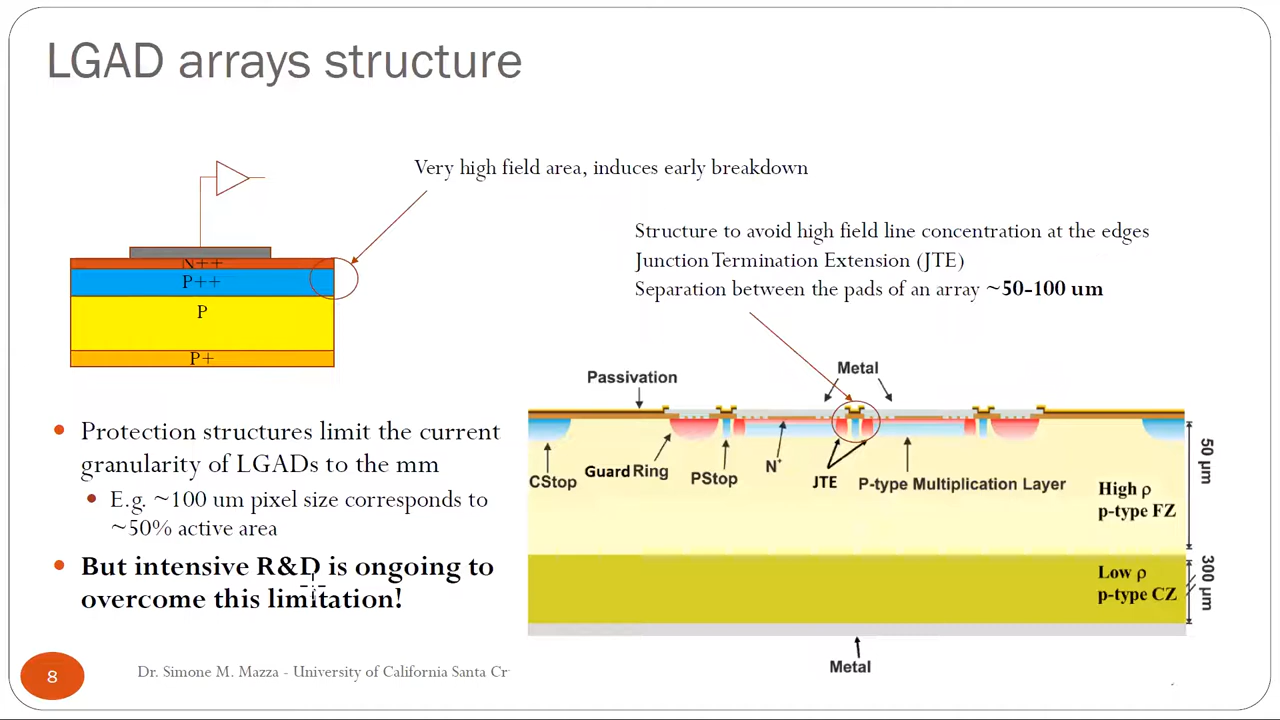 LGAD arrays structure
Very high field area, induces early breakdown
Structure to avoid high field line concentration at the edges
Junction Termination Extension (JTE)
Separation between the pads of an array ~50-100 um
N++
P++
P
P+
Protection structures limit the current
granularity of LGADs to the mm
E.g. ~100 um pixel size corresponds to
~50% active area
But intensive R&D is ongoing to
overcome this limitation!
Metal
Passivation
CStop
Guard Ring
PStop
N+
JTE
P-type Multiplication Layer
High ρ
p-type FZ
50 μm
Low ρ
p-type CZ
300 μm
Metal
8
Dr. Simone M. Mazza - University of California Santa Cr